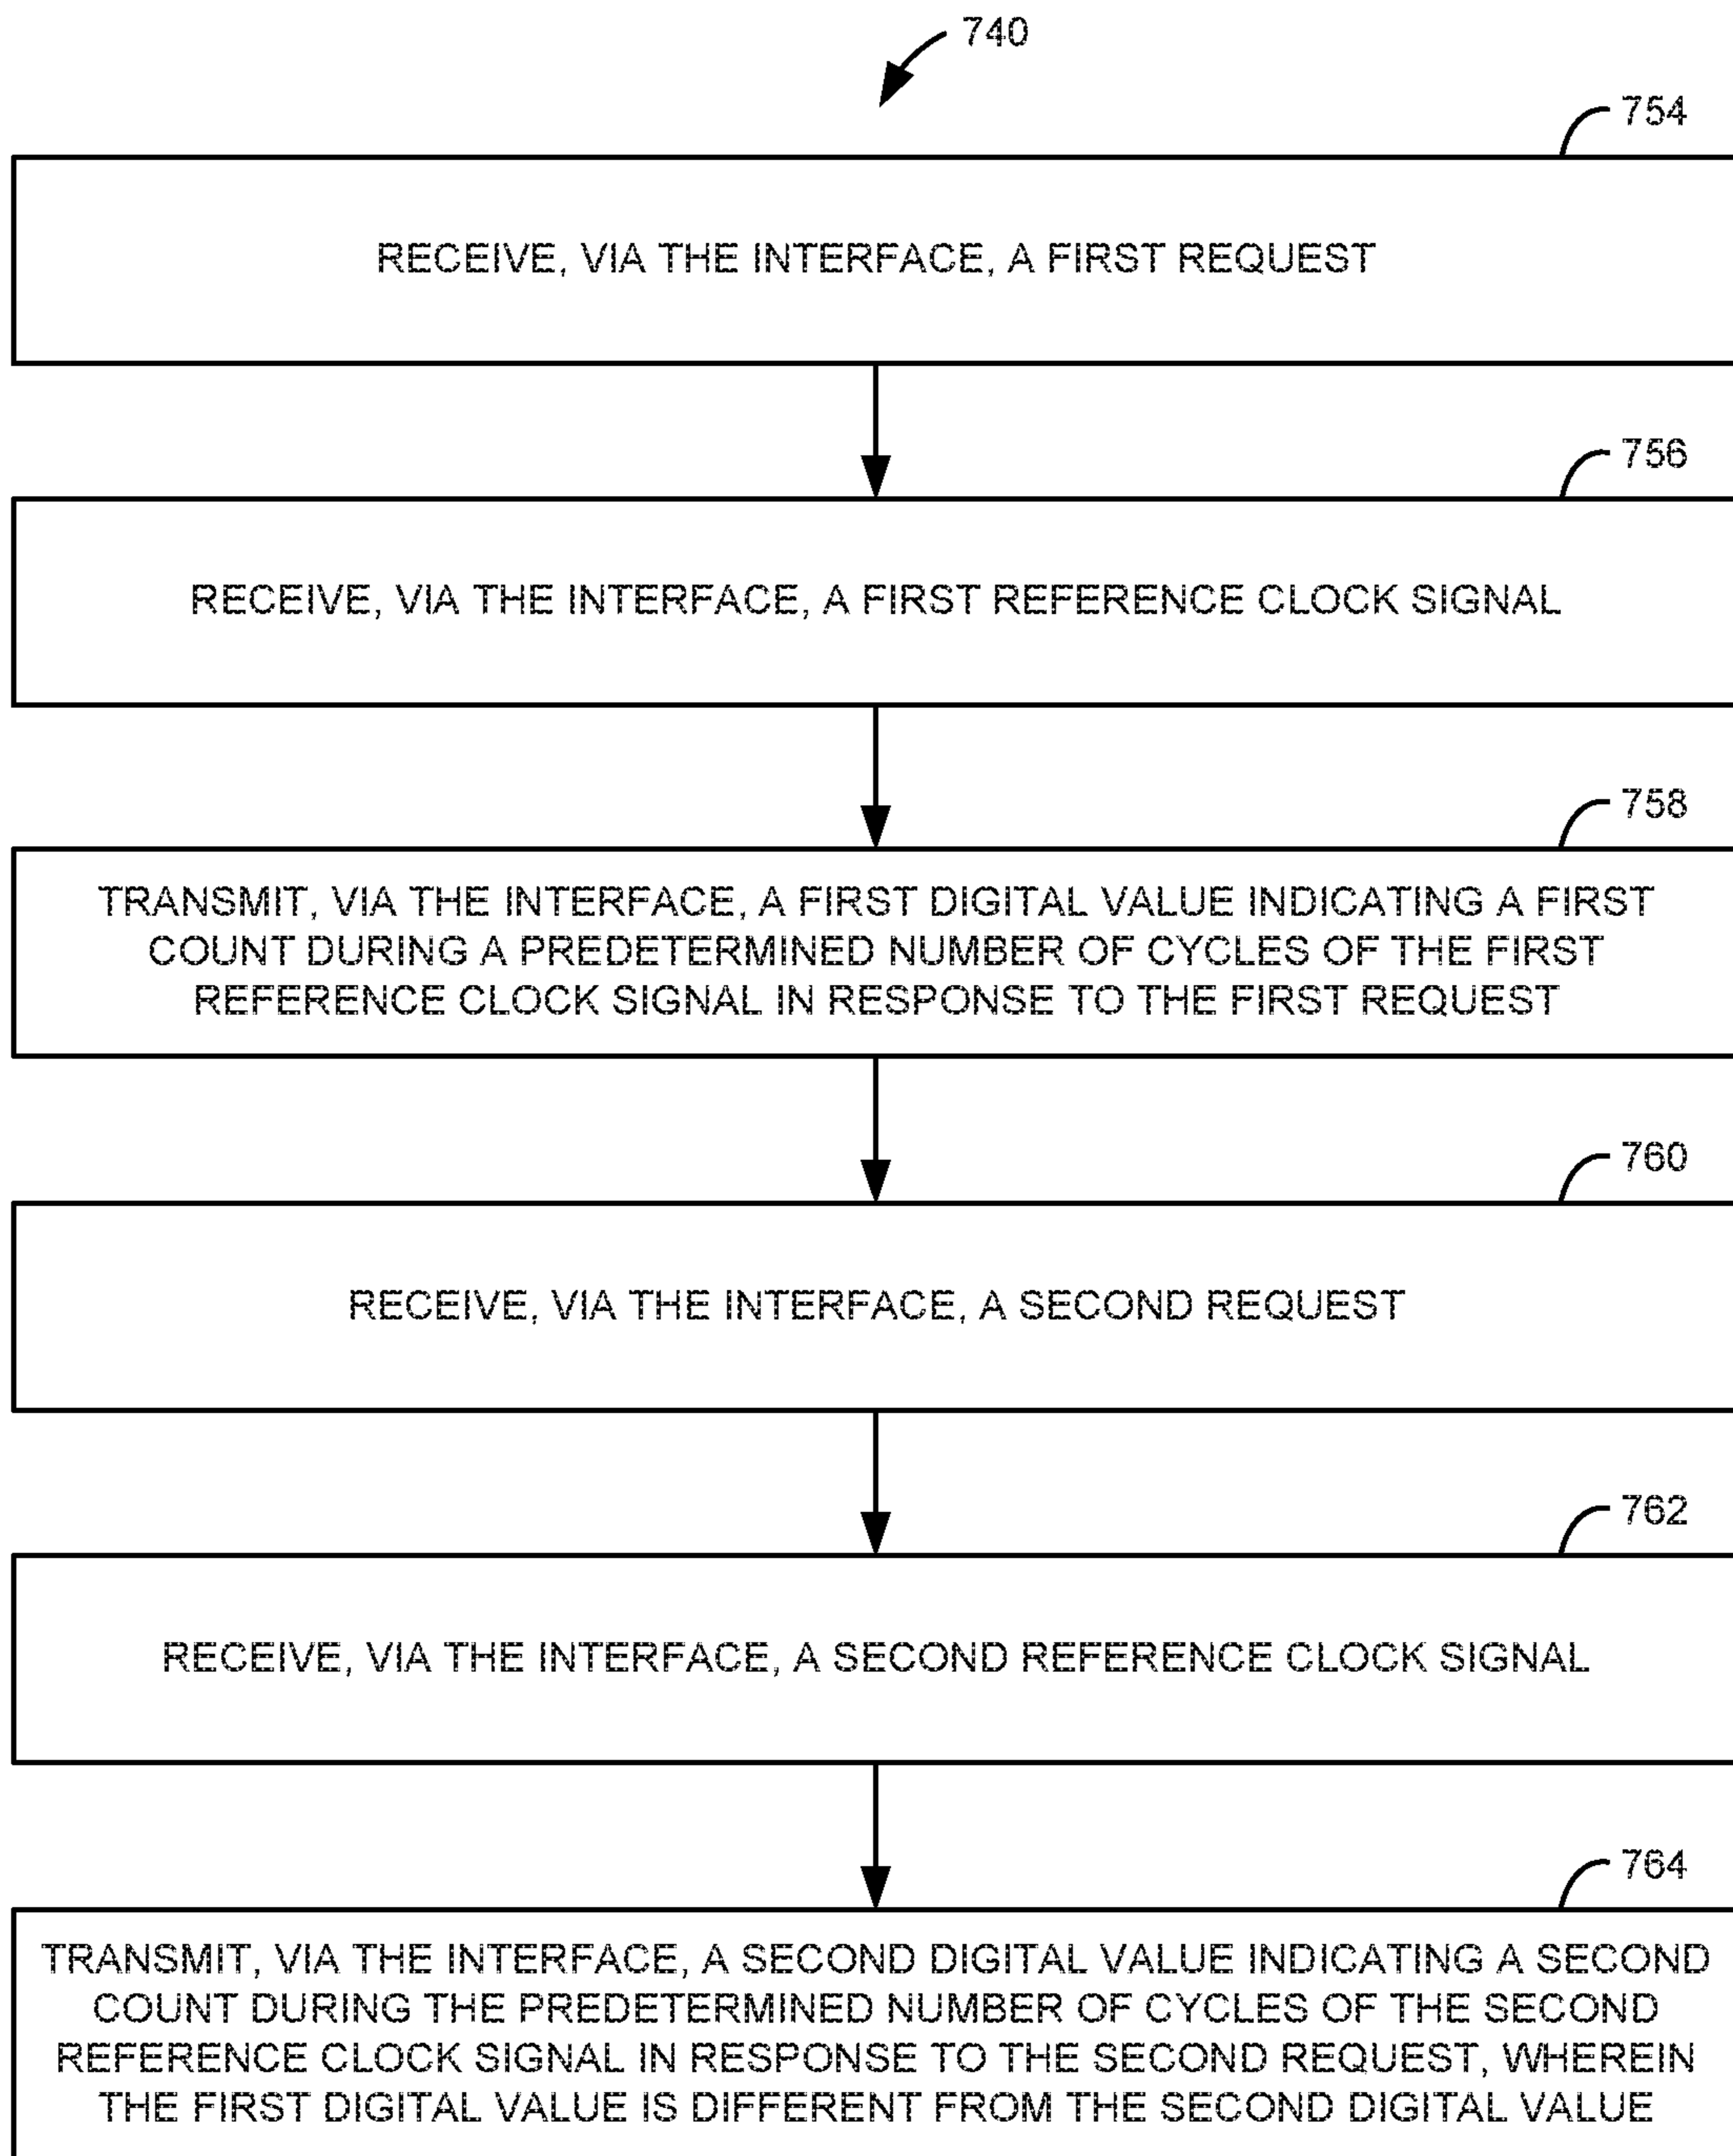 740
754
RECEIVE, VIA THE INTERFACE, A FIRST REQUEST
756
RECEIVE, VIA THE INTERFACE, A FIRST REFERENCE CLOCK SIGNAL
758
TRANSMIT, VIA THE INTERFACE, A FIRST DIGITAL VALUE INDICATING A FIRST
COUNT DURING A PREDETERMINED NUMBER OF CYCLES OF THE FIRST
REFERENCE CLOCK SIGNAL IN RESPONSE TO THE FIRST REQUEST
760
RECEIVE, VIA THE INTERFACE, A SECOND REQUEST
762
RECEIVE, VIA THE INTERFACE, A SECOND REFERENCE CLOCK SIGNAL
764
TRANSMIT, VIA THE INTERFACE, A SECOND DIGITAL VALUE INDICATING A SECOND
COUNT DURING THE PREDETERMINED NUMBER OF CYCLES OF THE SECOND
REFERENCE CLOCK SIGNAL IN RESPONSE TO THE SECOND REQUEST, WHEREIN
THE FIRST DIGITAL VALUE IS DIFFERENT FROM THE SECOND DIGITAL VALUE